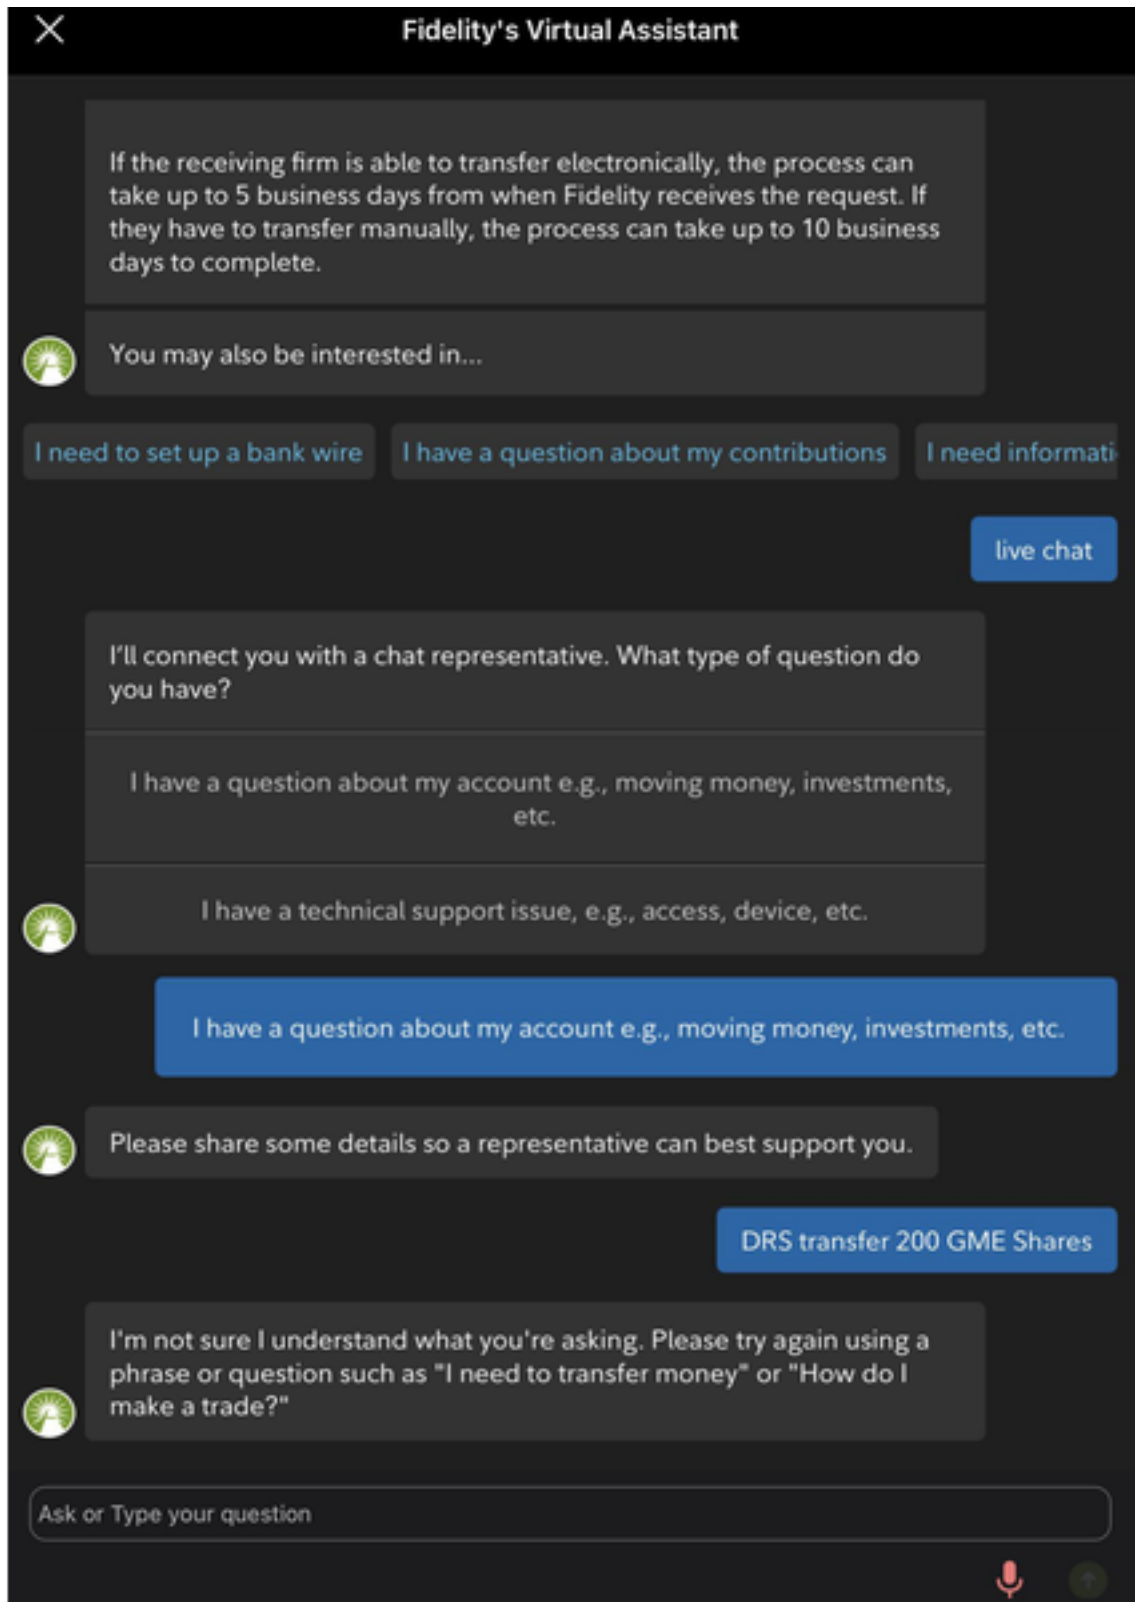 Fidelity's Virtual Assistant
If the receiving firm is able to transfer electronically, the process can
take up to 5 business days from when Fidelity receives the request. If
they have to transfer manually, the process can take up to 10 business
days to complete.
You may also be interested in...
I need to set up a bank wire
I have a question about my contributions
I need informati
live chat
I'll connect you with a chat representative. What type of question do
you have?
I have a question about my account e.g., moving money, investments,
etc.
I have a technical support issue, e.g., access, device, etc.
I have a question about my account e.g., moving money, investments, etc.
Please share some details so a representative can best support you.
DRS transfer 200 GME Shares
I'm not sure I understand what you're asking. Please try again using a
phrase or question such as "I need to transfer money" or "How do I
make a trade?"
Ask or Type your question